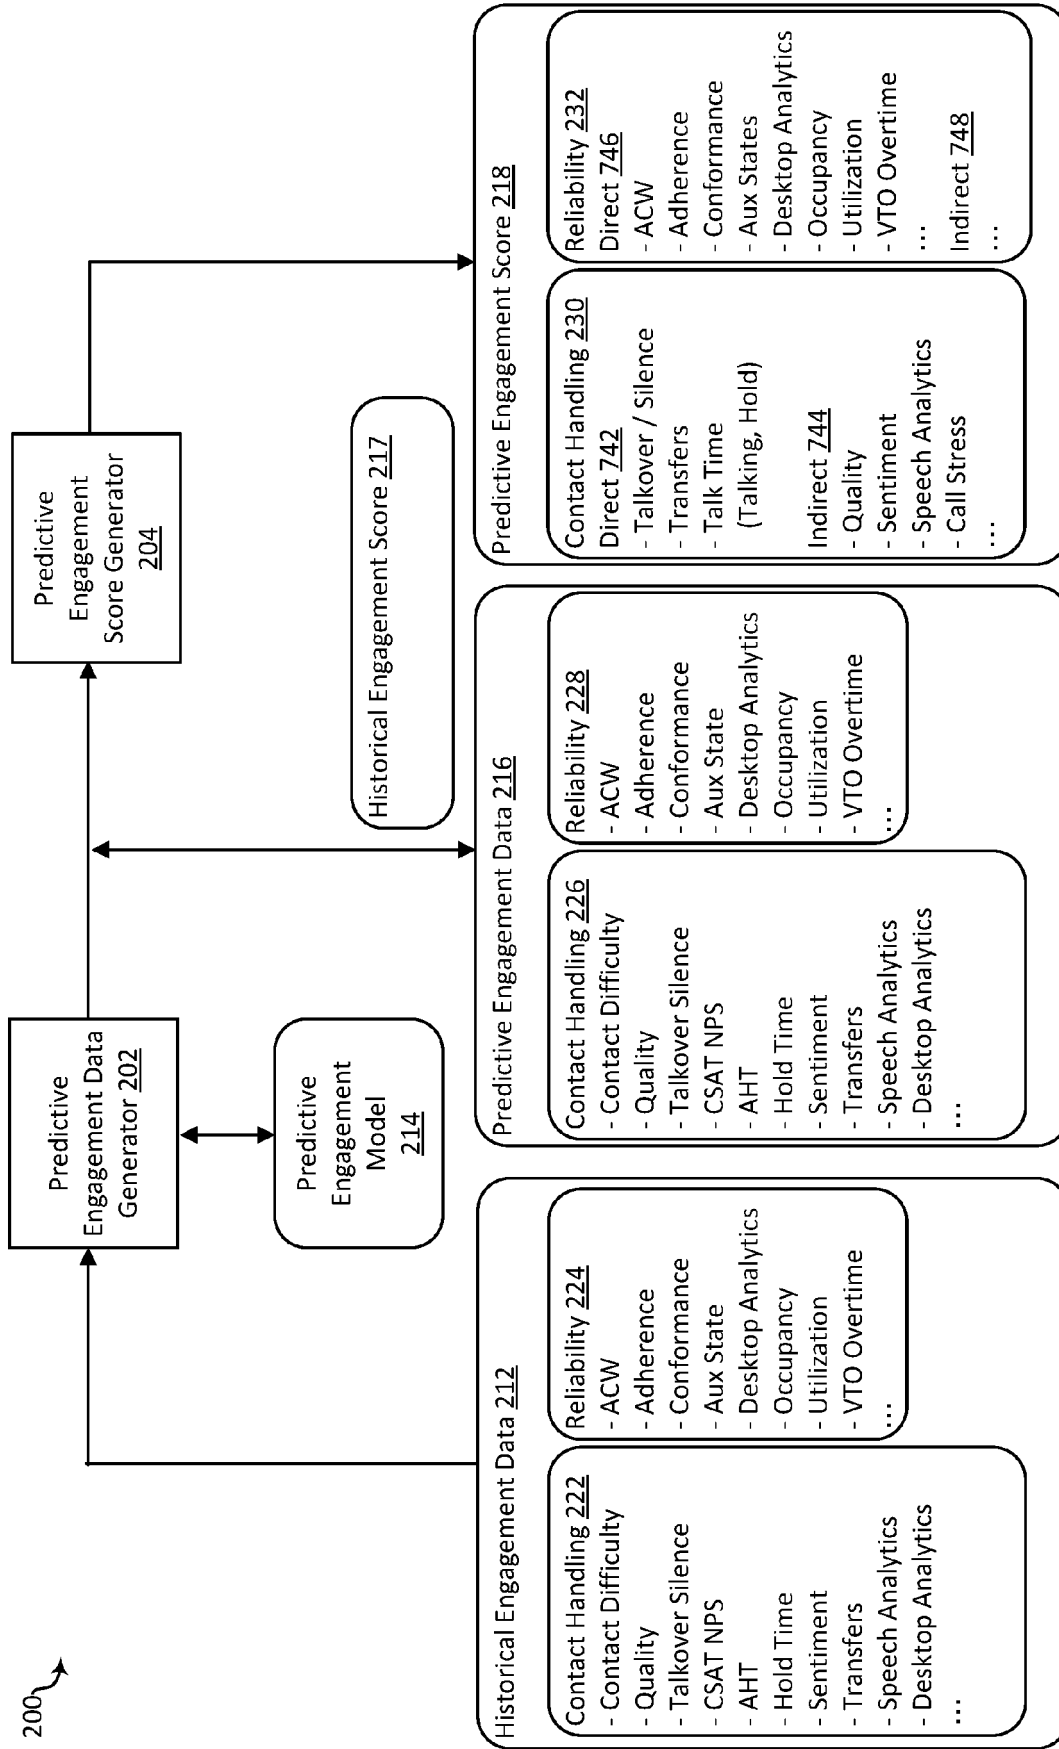 200
Predictive
Engagement Data
Generator 202
Predictive
Engagement
Score Generator
204
Predictive
Engagement
Model
214
Historical Engagement Score 217
Historical Engagement Data 212
Contact Handling 222
- Contact Difficulty
- Quality
- Talkover Silence
- CSAT NPS
- AHT
- Hold Time
- Sentiment
- Transfers
- Speech Analytics
- Desktop Analytics
...
Reliability 224
- ACW
- Adherence
- Conformance
- Aux State
- Desktop Analytics
- Occupancy
- Utilization
- VTO Overtime
...
Predictive Engagement Data 216
Contact Handling 226
- Contact Difficulty
- Quality
- Talkover Silence
- CSAT NPS
- AHT
- Hold Time
- Sentiment
- Transfers
- Speech Analytics
- Desktop Analytics
...
Reliability 228
- ACW
- Adherence
- Conformance
- Aux State
- Desktop Analytics
- Occupancy
- Utilization
- VTO Overtime
...
Predictive Engagement Score 218
Contact Handling 230
Direct 742
- Talkover / Silence
- Transfers
- Talk Time
(Talking, Hold)
Indirect 744
- Quality
- Sentiment
- Speech Analytics
- Call Stress
...
Reliability 232
Direct 746
- ACW
- Adherence
- Conformance
- Aux States
- Desktop Analytics
- Occupancy
- Utilization
- VTO Overtime
...
Indirect 748
...